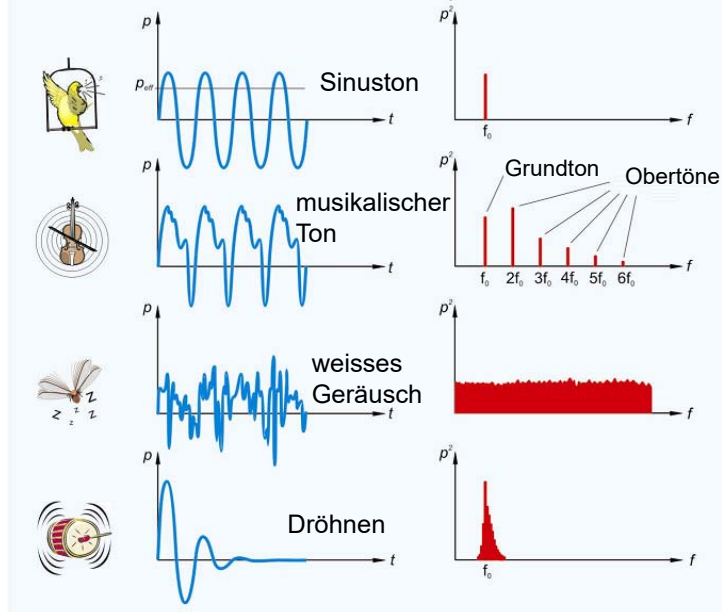 p
p²
p_eff
Sinuston
t
f₀
f
p
p²
Grundton
Obertöne
musikalischer
Ton
t
f₀ 2f₀ 3f₀ 4f₀ 5f₀ 6f₀
f
p
p²
weisses
Geräusch
z z z z z
t
f
p
p²
Dröhnen
t
f₀
f